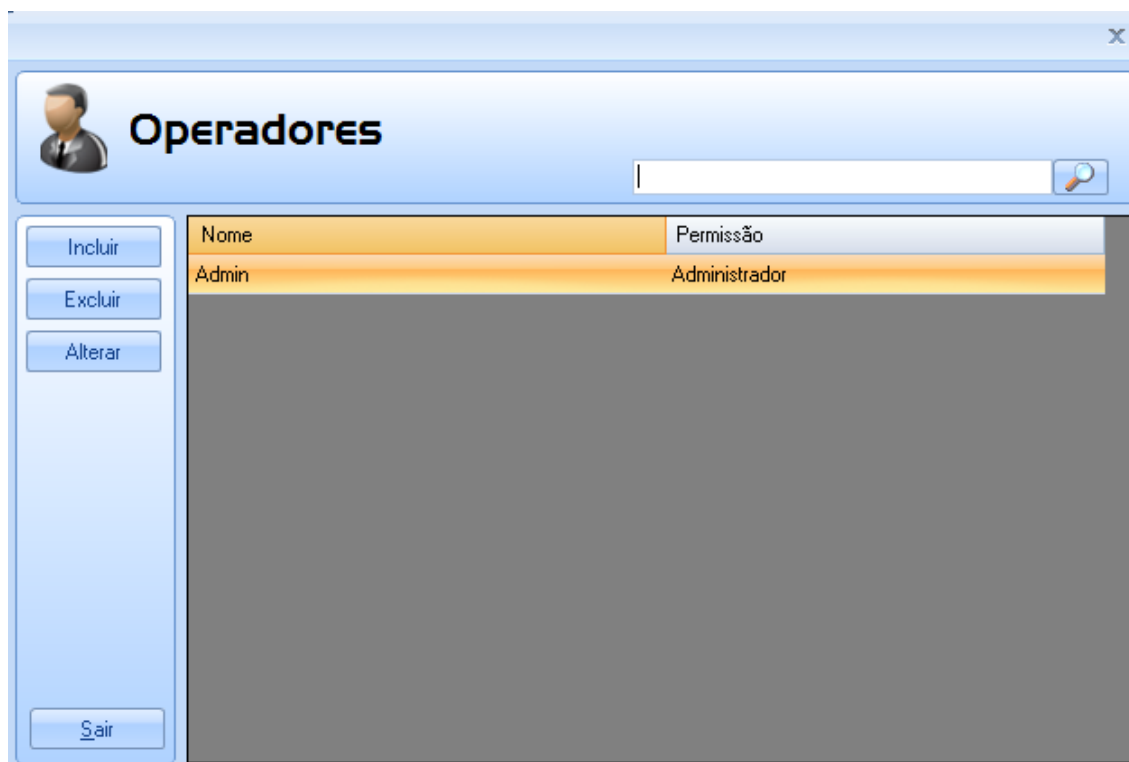 Operadores
Incluir
Excluir
Alterar
Sair
Nome Permissão
Admin Administrador